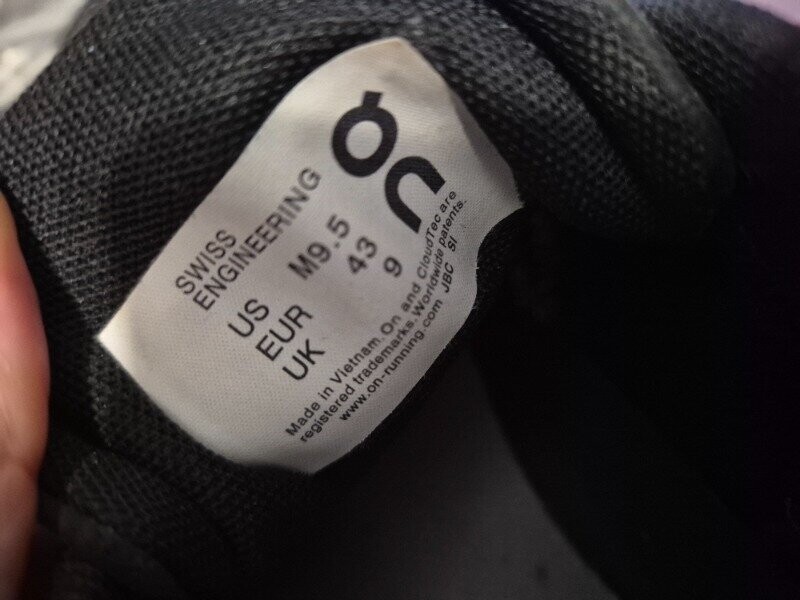 on
SWISS
ENGINEERING
US M9.5
EUR 43
UK 9
Made in Vietnam. On and CloudTec are
registered trademarks. Worldwide patents.
www.on-running.com JBC SI